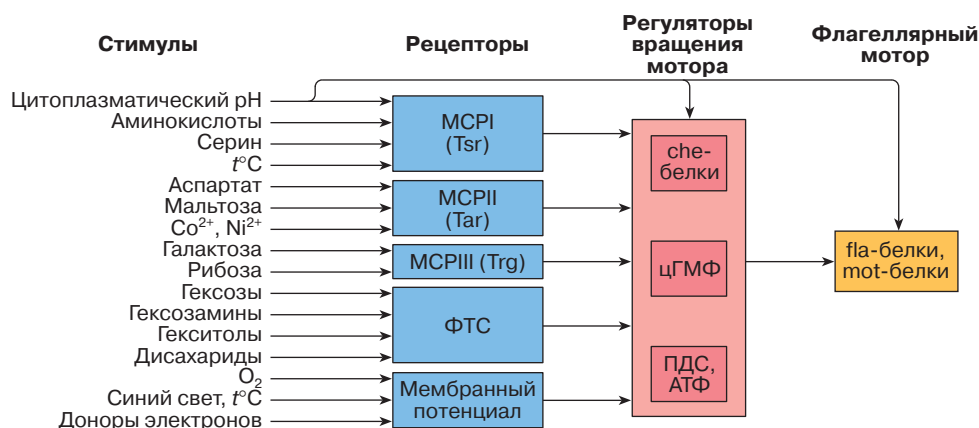 Стимулы
Рецепторы
Регуляторы
вращения
мотора
Флагеллярный
мотор
Цитоплазматический pH
Аминокислоты
Серин
t°C
Аспартат
Мальтоза
Co²⁺, Ni²⁺
Галактоза
Рибоза
Гексозы
Гексозамины
Гекситолы
Дисахариды
O₂
Синий свет, t°C
Доноры электронов
MCPI
(Tsr)
MCPII
(Tar)
MCPIII (Trg)
ФТС
Мембранный
потенциал
che-
белки
цГМФ
ПДС,
АТФ
fla-белки,
mot-белки